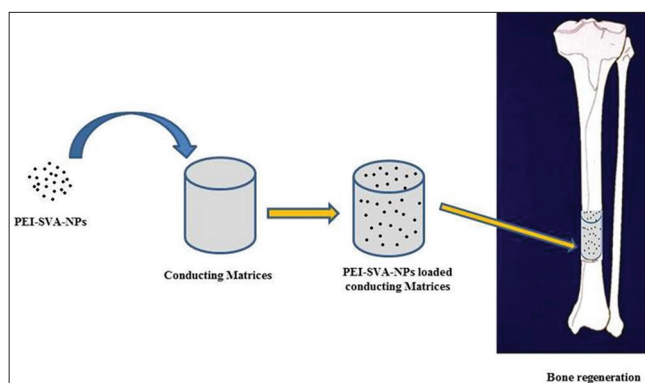 PEI-SVA-NPs
Conducting Matrices
PEI-SVA-NPs loaded
conducting Matrices
Bone regeneration